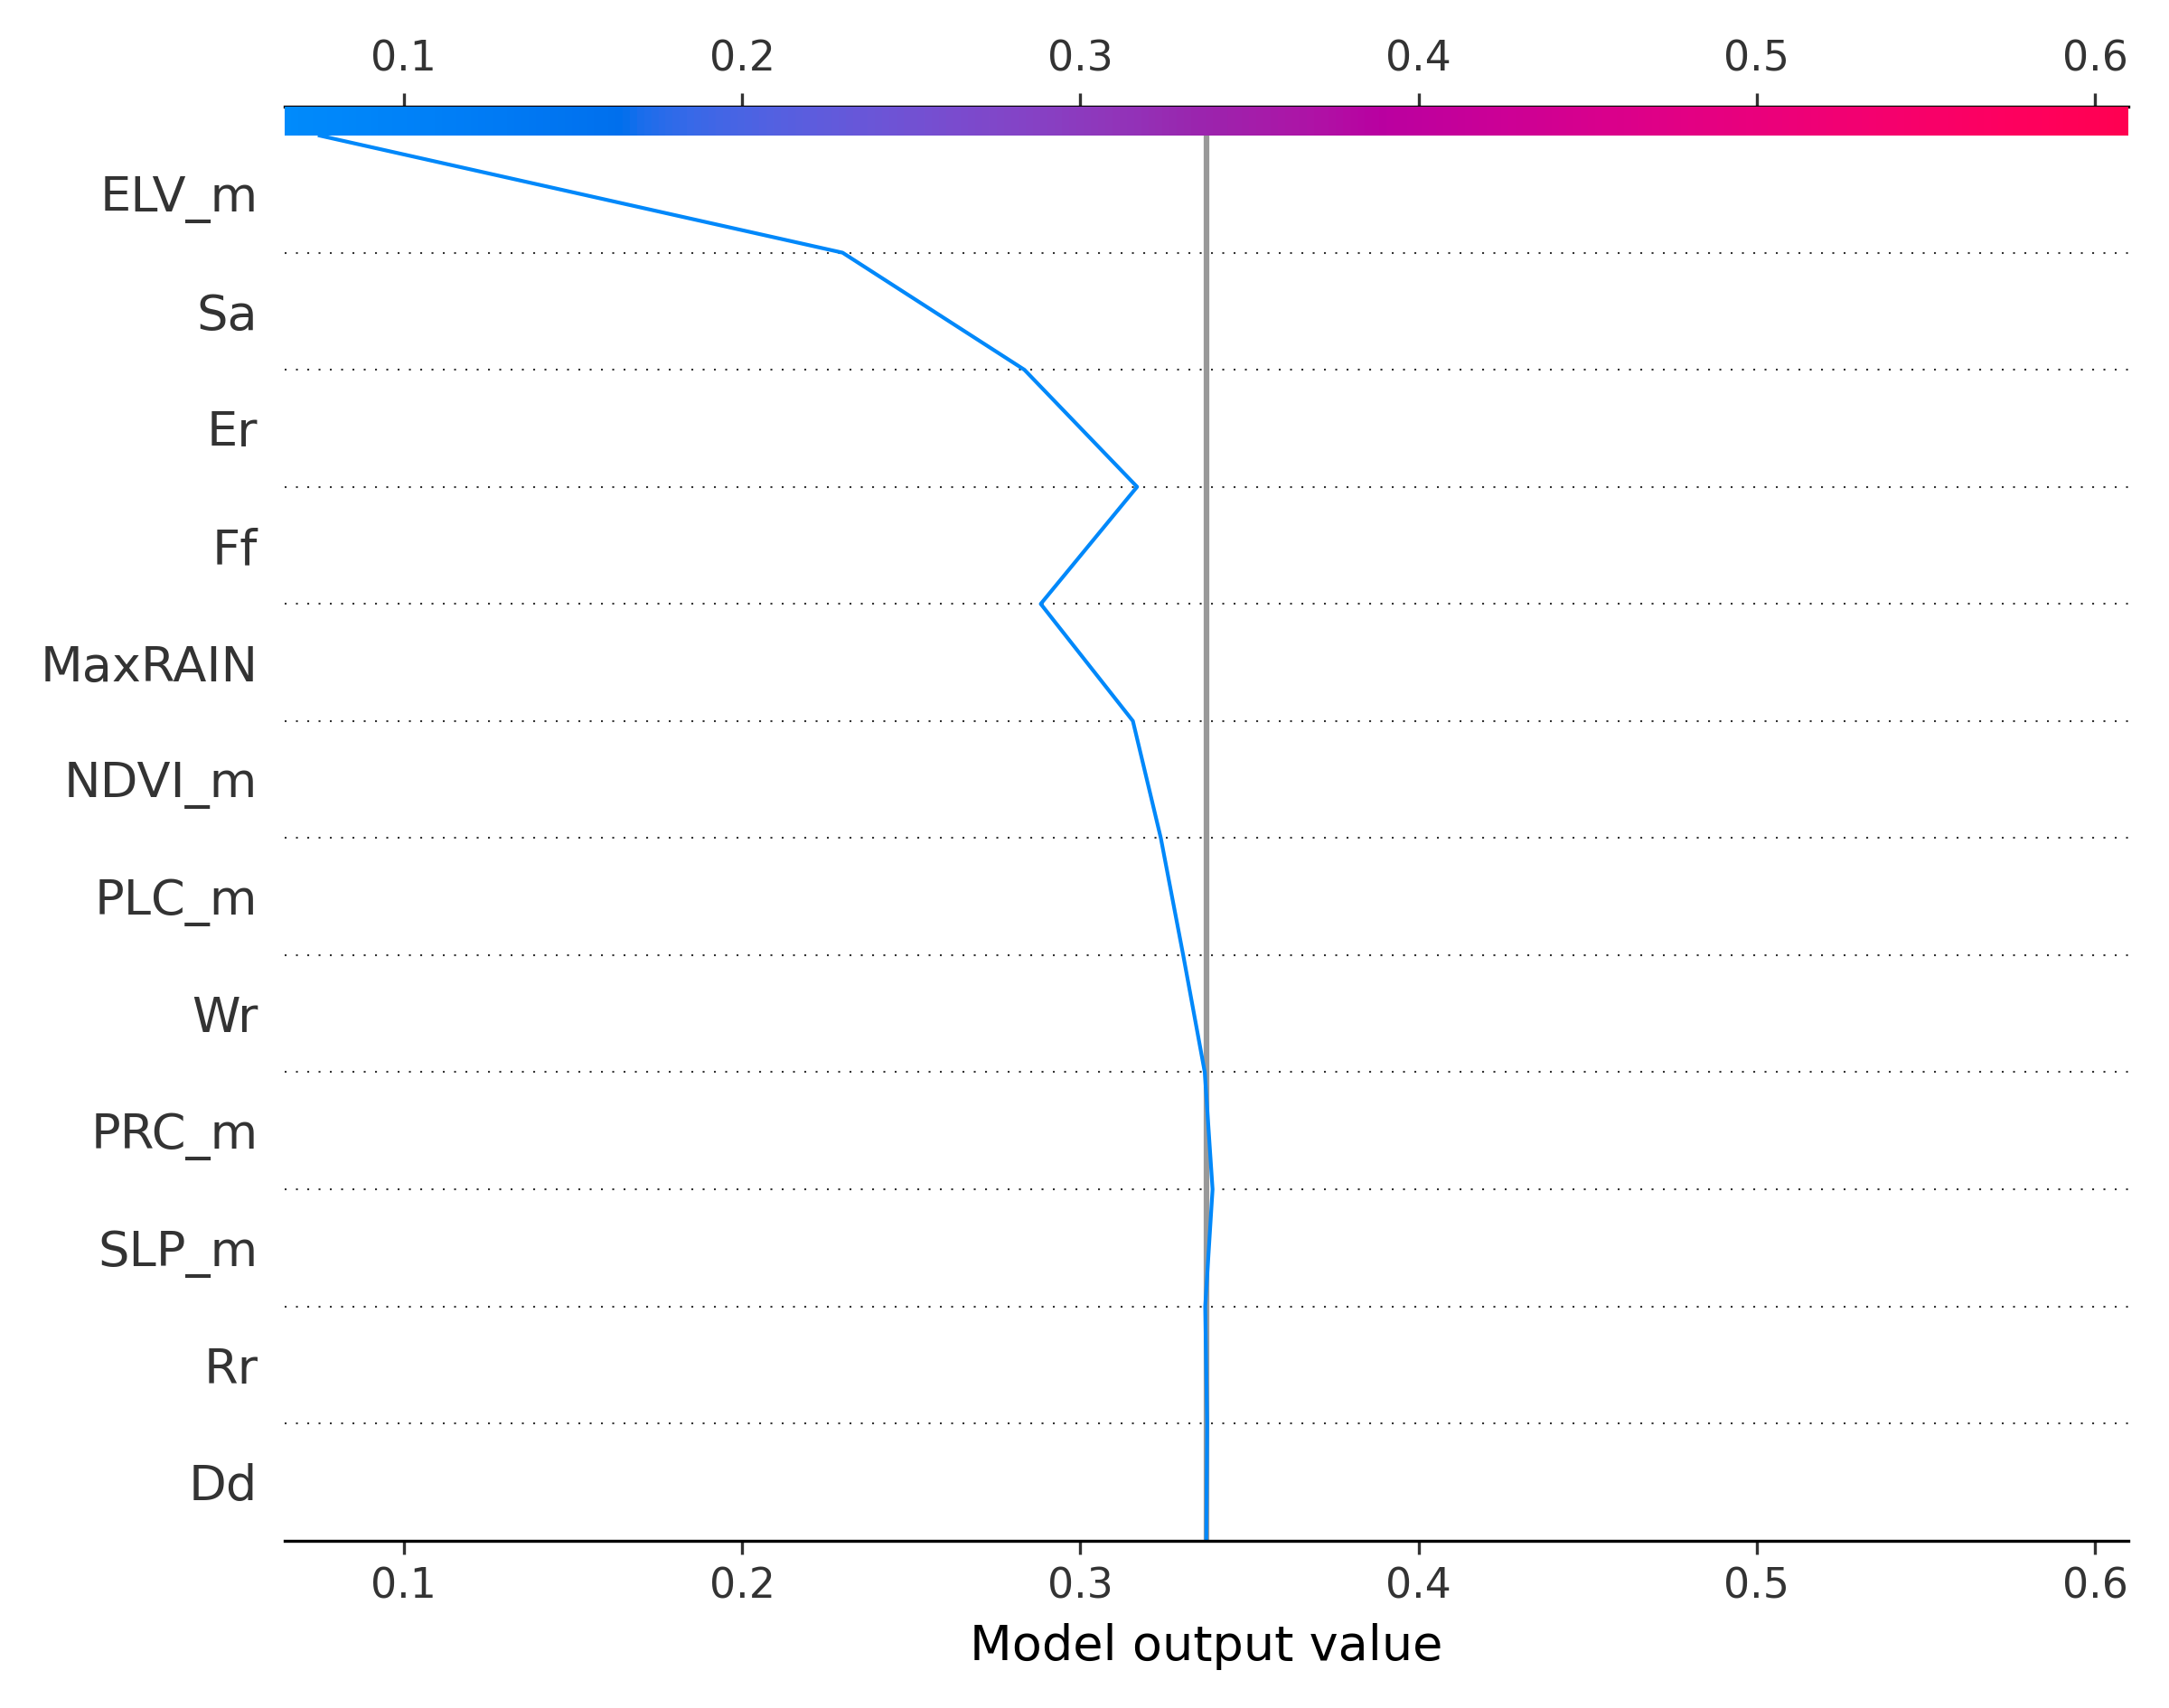 0.1 0.2 0.3 0.4 0.5 0.6
ELV_m
Sa
Er
Ff
MaxRAIN
NDVI_m
PLC_m
Wr
PRC_m
SLP_m
Rr
Dd
0.1 0.2 0.3 0.4 0.5 0.6
Model output value